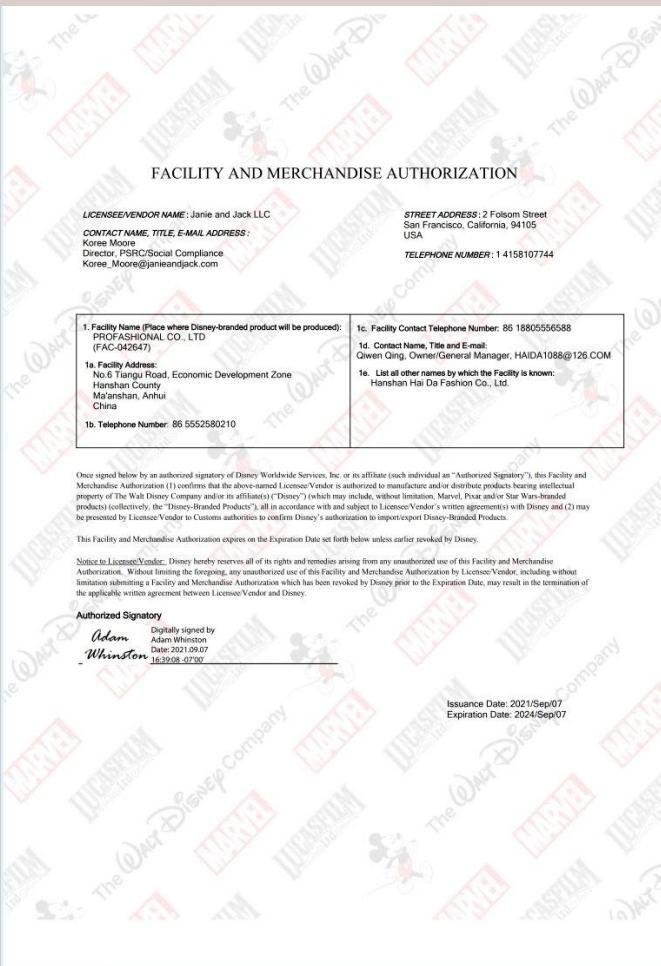 FACILITY AND MERCHANDISE AUTHORIZATION
LICENSEE/VENDOR NAME : Janie and Jack LLC
CONTACT NAME, TITLE, E-MAIL ADDRESS :
Koree Moore
Director, PSRC/Social Compliance
Koree_Moore@janieandjack.com
STREET ADDRESS : 2 Folsom Street
San Francisco, California, 94105
USA
TELEPHONE NUMBER : 1 4158107744
1. Facility Name (Place where Disney-branded product will be produced):
PROFASHIONAL CO., LTD
(FAC-042647)
1a. Facility Address:
No.6 Tiangu Road, Economic Development Zone
Hanshan County
Ma'anshan, Anhui
China
1b. Telephone Number: 86 5552580210
1c. Facility Contact Telephone Number: 86 18805556588
1d. Contact Name, Title and E-mail:
Qiwen Qing, Owner/General Manager, HAIDA1088@126.COM
1e. List all other names by which the Facility is known:
Hanshan Hai Da Fashion Co., Ltd.
Once signed below by an authorized signatory of Disney Worldwide Services, Inc. or its affiliate (such individual an "Authorized Signatory"), this Facility and
Merchandise Authorization (1) confirms that the above-named Licensee/Vendor is authorized to manufacture and/or distribute products bearing intellectual
property of The Walt Disney Company and/or its affiliate(s) ("Disney") (which may include, without limitation, Marvel, Pixar and/or Star Wars-branded
products) (collectively, the "Disney-Branded Products"), all in accordance with and subject to Licensee/Vendor's written agreement(s) with Disney and (2) may
be presented by Licensee/Vendor to Customs authorities to confirm Disney's authorization to import/export Disney-Branded Products.
This Facility and Merchandise Authorization expires on the Expiration Date set forth below unless earlier revoked by Disney.
Notice to Licensee/Vendor: Disney hereby reserves all of its rights and remedies arising from any unauthorized use of this Facility and Merchandise
Authorization. Without limiting the foregoing, any unauthorized use of this Facility and Merchandise Authorization by Licensee/Vendor, including without
limitation submitting a Facility and Merchandise Authorization which has been revoked by Disney prior to the Expiration Date, may result in the termination of
the applicable written agreement between Licensee/Vendor and Disney.
Authorized Signatory
Adam
Whinston
Digitally signed by
Adam Whinston
Date: 2021.09.07
16:39:08 -07'00'
Issuance Date: 2021/Sep/07
Expiration Date: 2024/Sep/07
The WALT DISNEY Company
MARVEL
LUCASFILM Ltd.